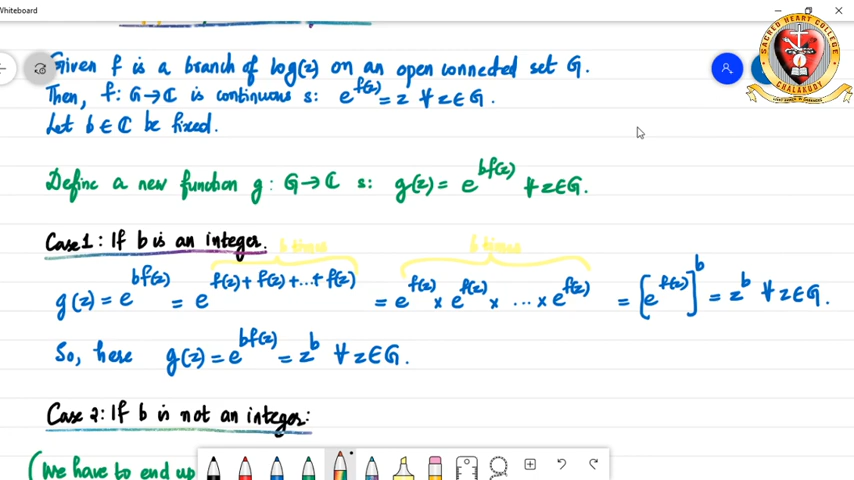 Whiteboard
Given f is a branch of log(z) on an open connected set G.
Then, f: G→ℂ is continuous s: e^{f(z)} = z ∀ z∈G.
Let b ∈ ℂ be fixed.
Define a new function g: G→ℂ s: g(z) = e^{bf(z)} ∀ z∈G.
Case 1: If b is an integer.
b times b times
g(z) = e^{bf(z)} = e^{f(z)+f(z)+...+f(z)} = e^{f(z)} × e^{f(z)} × ... × e^{f(z)} = [e^{f(z)}]^b = z^b ∀ z∈G.
So, here g(z) = e^{bf(z)} = z^b ∀ z∈G.
Case 2: If b is not an integer:
(We have to end up
SACRED HEART COLLEGE
CHALAKUDY